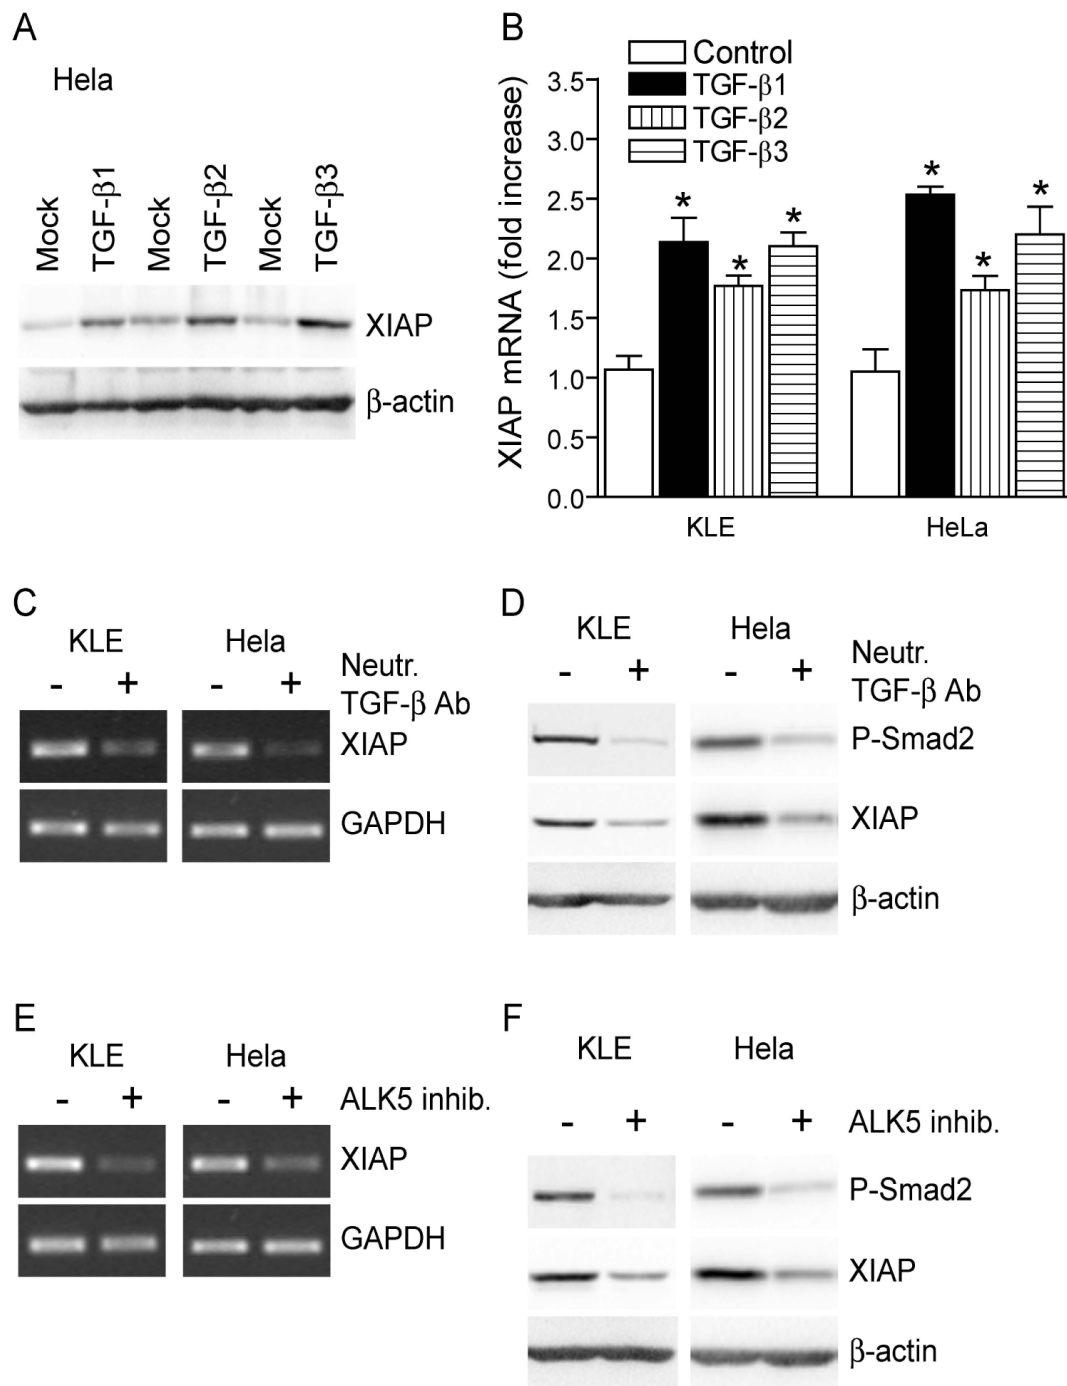 A
Hela
Mock
TGF-β1
Mock
TGF-β2
Mock
TGF-β3
XIAP
β-actin
B
Control
TGF-β1
TGF-β2
TGF-β3
XIAP mRNA (fold increase)
3.5
3.0
2.5
2.0
1.5
1.0
0.5
0.0
* * * * * *
KLE HeLa
C
KLE Hela
- + - +
Neutr.
TGF-β Ab
XIAP
GAPDH
D
KLE Hela
- + - +
Neutr.
TGF-β Ab
P-Smad2
XIAP
β-actin
E
KLE Hela
- + - + ALK5 inhib.
XIAP
GAPDH
F
KLE Hela
- + - + ALK5 inhib.
P-Smad2
XIAP
β-actin